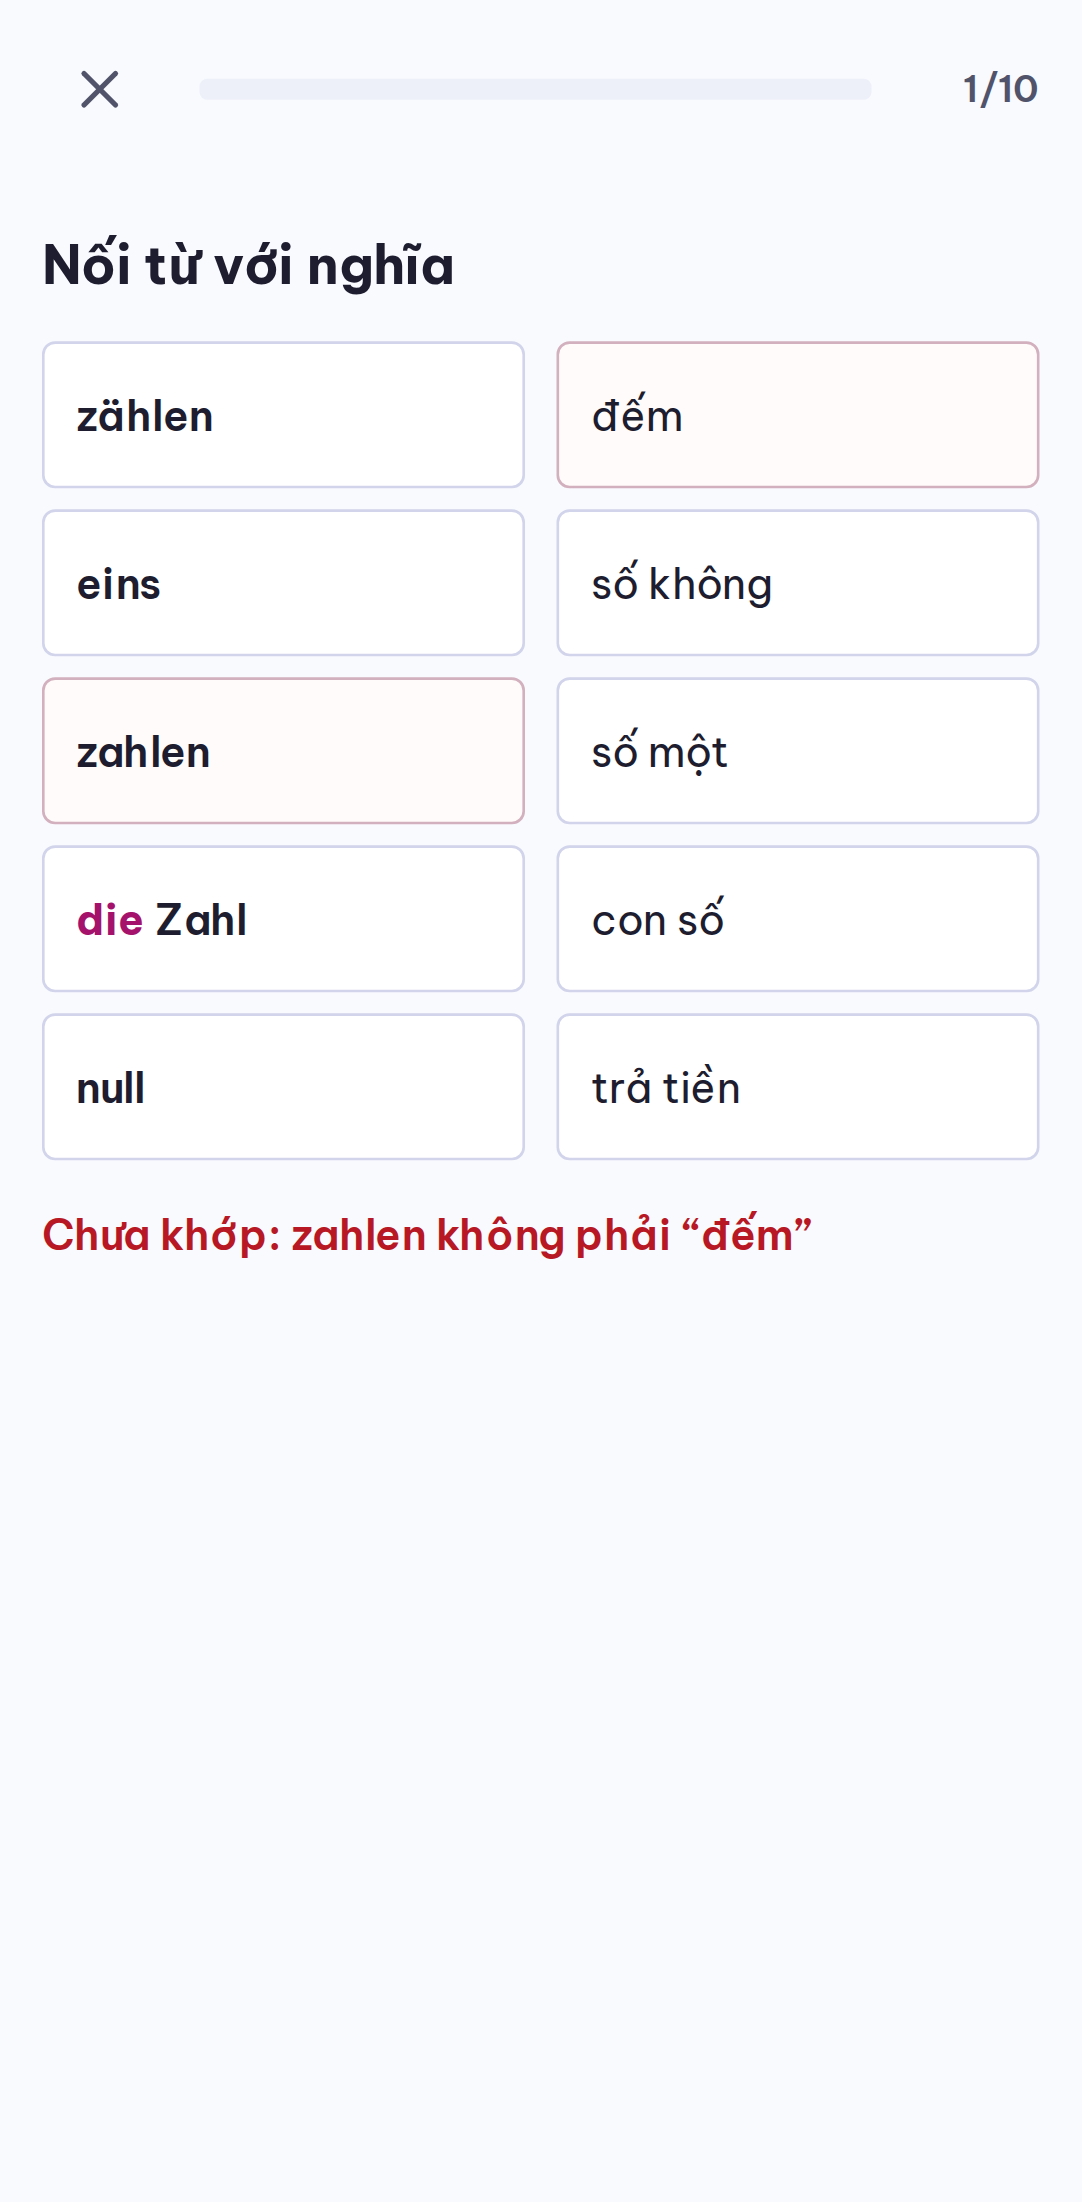 1/10
Nối từ với nghĩa
zählen
đếm
eins
số không
zahlen
số một
die Zahl
con số
null
trả tiền
Chưa khớp: zahlen không phải “đếm”